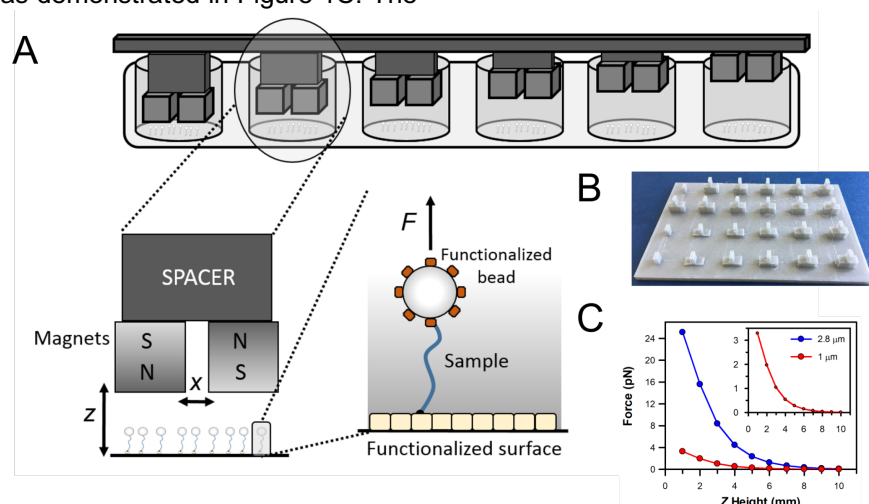 as demonstrated in Figure 4C. The
A
SPACER
Magnets
S
N
N
S
x
z
F
Functionalized
bead
Sample
Functionalized surface
B
C
Force (pN)
24
20
16
12
8
4
0
0
2
4
6
8
10
Z Height (mm)
2.8 μm
1 μm
3
2
1
0
0
2
4
6
8
10